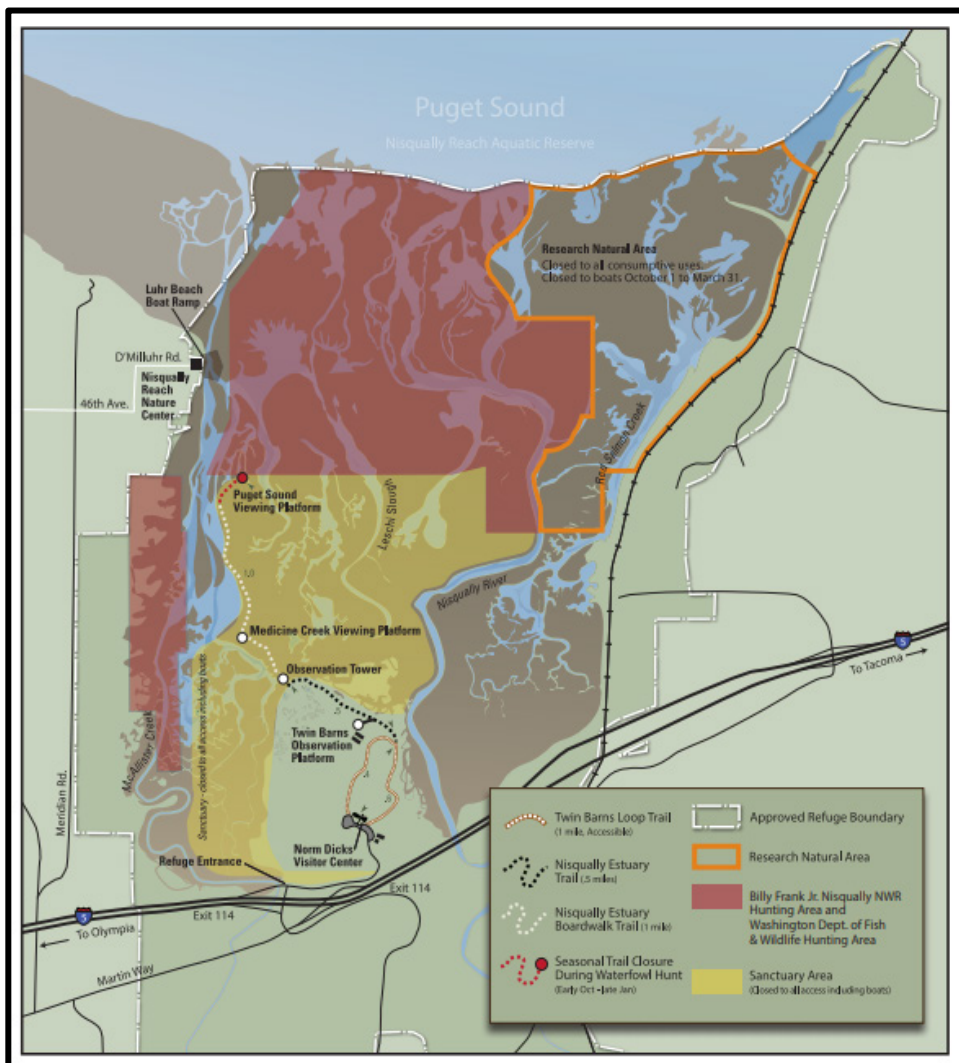 Puget Sound
Nisqually Reach Aquatic Reserve
Research Natural Area
Closed to all consumptive uses.
Closed to boats October 1 to March 31.
Luhr Beach
Boat Ramp
D'Milluhr Rd.
Nisqually
Reach
Nature
Center
46th Ave.
Red Salmon Creek
Puget Sound
Viewing Platform
Leschi Slough
Nisqually River
1.0
Medicine Creek Viewing Platform
5
To Tacoma
Observation Tower
.5
Twin Barns
Observation
Platform
McAllister Creek
Sanctuary - closed to all access including boats
Meridian Rd.
Norm Dicks
Visitor Center
Refuge Entrance
Exit 114
Exit 114
5
To Olympia
Martin Way
Twin Barns Loop Trail
(1 mile, Accessible)
Nisqually Estuary
Trail (.5 miles)
Nisqually Estuary
Boardwalk Trail (1 mile)
Seasonal Trail Closure
During Waterfowl Hunt
(Early Oct - late Jan)
Approved Refuge Boundary
Research Natural Area
Billy Frank Jr. Nisqually NWR
Hunting Area and
Washington Dept. of Fish
& Wildlife Hunting Area
Sanctuary Area
(Closed to all access including boats)